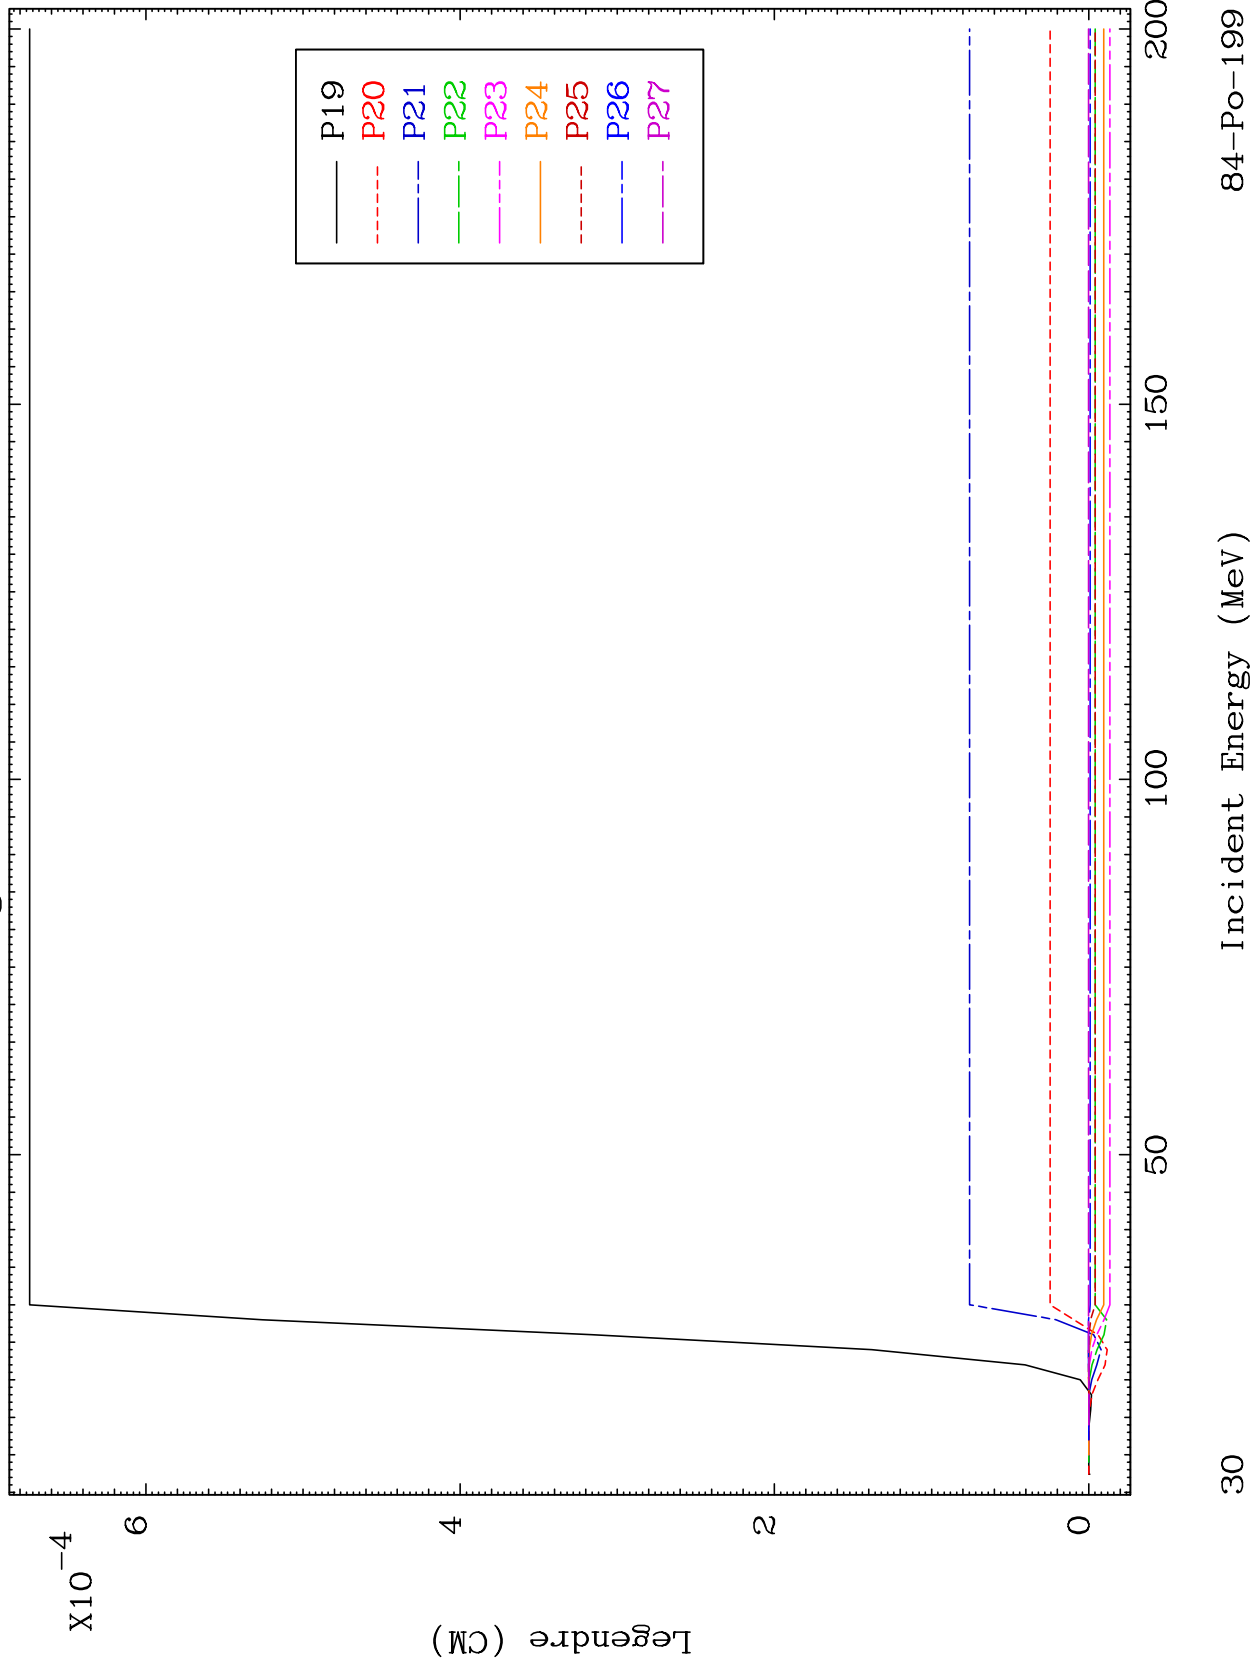 X10-4
Legendre (CM)
6
4
2
0
P19
P20
P21
P22
P23
P24
P25
P26
P27
50
100
150
200
30
Incident Energy (MeV)
84-Po-199